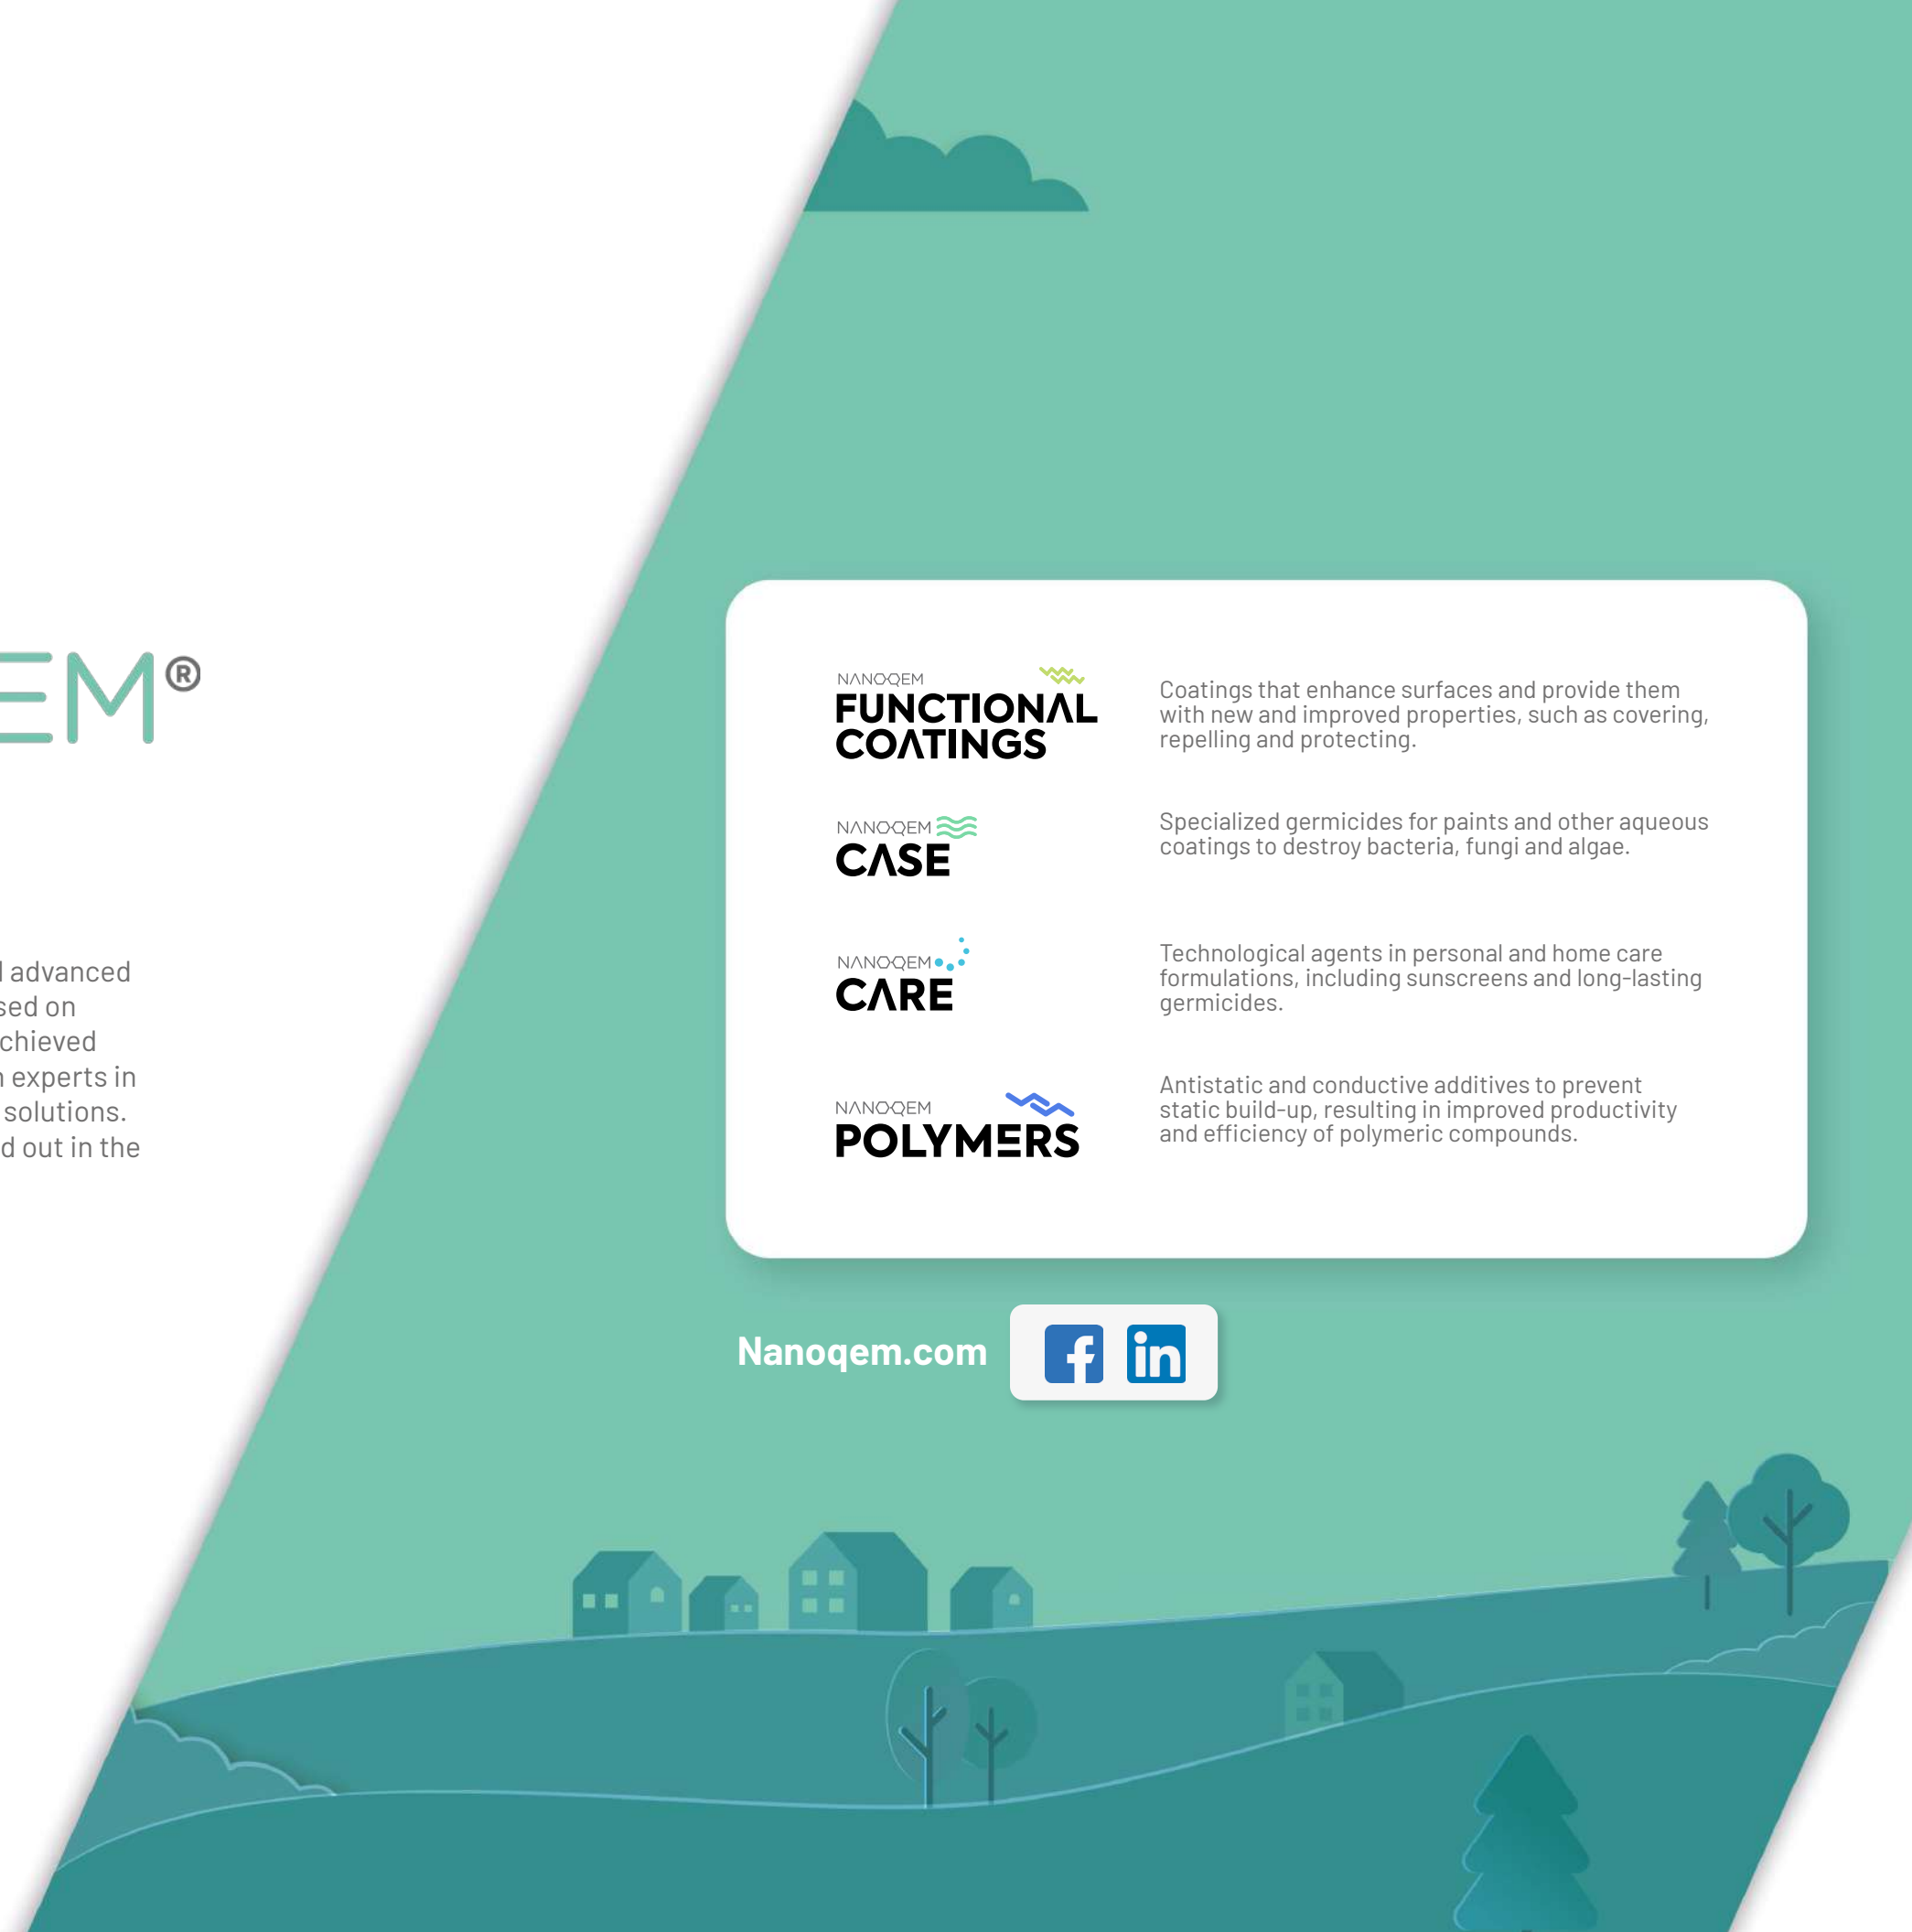 EM®
advanced
sed on
chieved
experts in
solutions.
d out in the
NANOQEM
FUNCTIONAL
COATINGS
Coatings that enhance surfaces and provide them
with new and improved properties, such as covering,
repelling and protecting.
NANOQEM
CASE
Specialized germicides for paints and other aqueous
coatings to destroy bacteria, fungi and algae.
NANOQEM
CARE
Technological agents in personal and home care
formulations, including sunscreens and long-lasting
germicides.
NANOQEM
POLYMERS
Antistatic and conductive additives to prevent
static build-up, resulting in improved productivity
and efficiency of polymeric compounds.
Nanoqem.com
f in